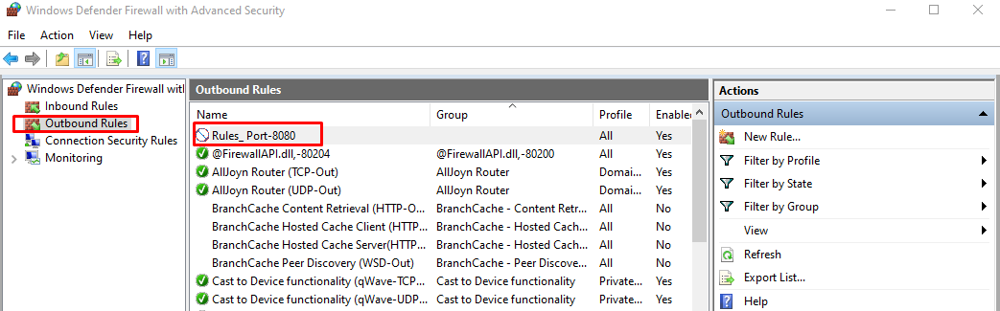 Windows Defender Firewall with Advanced Security
File Action View Help
Windows Defender Firewall with
Inbound Rules
Outbound Rules
Connection Security Rules
Monitoring
Outbound Rules
Name Group Profile Enabled
Rules_ Port-8080 All Yes
@FirewallAPI.dll,-80204 @FirewallAPI.dll,-80200 All Yes
AllJoyn Router (TCP-Out) AllJoyn Router Domai... Yes
AllJoyn Router (UDP-Out) AllJoyn Router Domai... Yes
BranchCache Content Retrieval (HTTP-O... BranchCache - Content Retr... All No
BranchCache Hosted Cache Client (HTTP... BranchCache - Hosted Cach... All No
BranchCache Hosted Cache Server(HTTP... BranchCache - Hosted Cach... All No
BranchCache Peer Discovery (WSD-Out) BranchCache - Peer Discove... All No
Cast to Device functionality (qWave-TCP... Cast to Device functionality Private... Yes
Cast to Device functionality (qWave-UDP... Cast to Device functionality Private... Yes
Actions
Outbound Rules
New Rule...
Filter by Profile
Filter by State
Filter by Group
View
Refresh
Export List...
Help